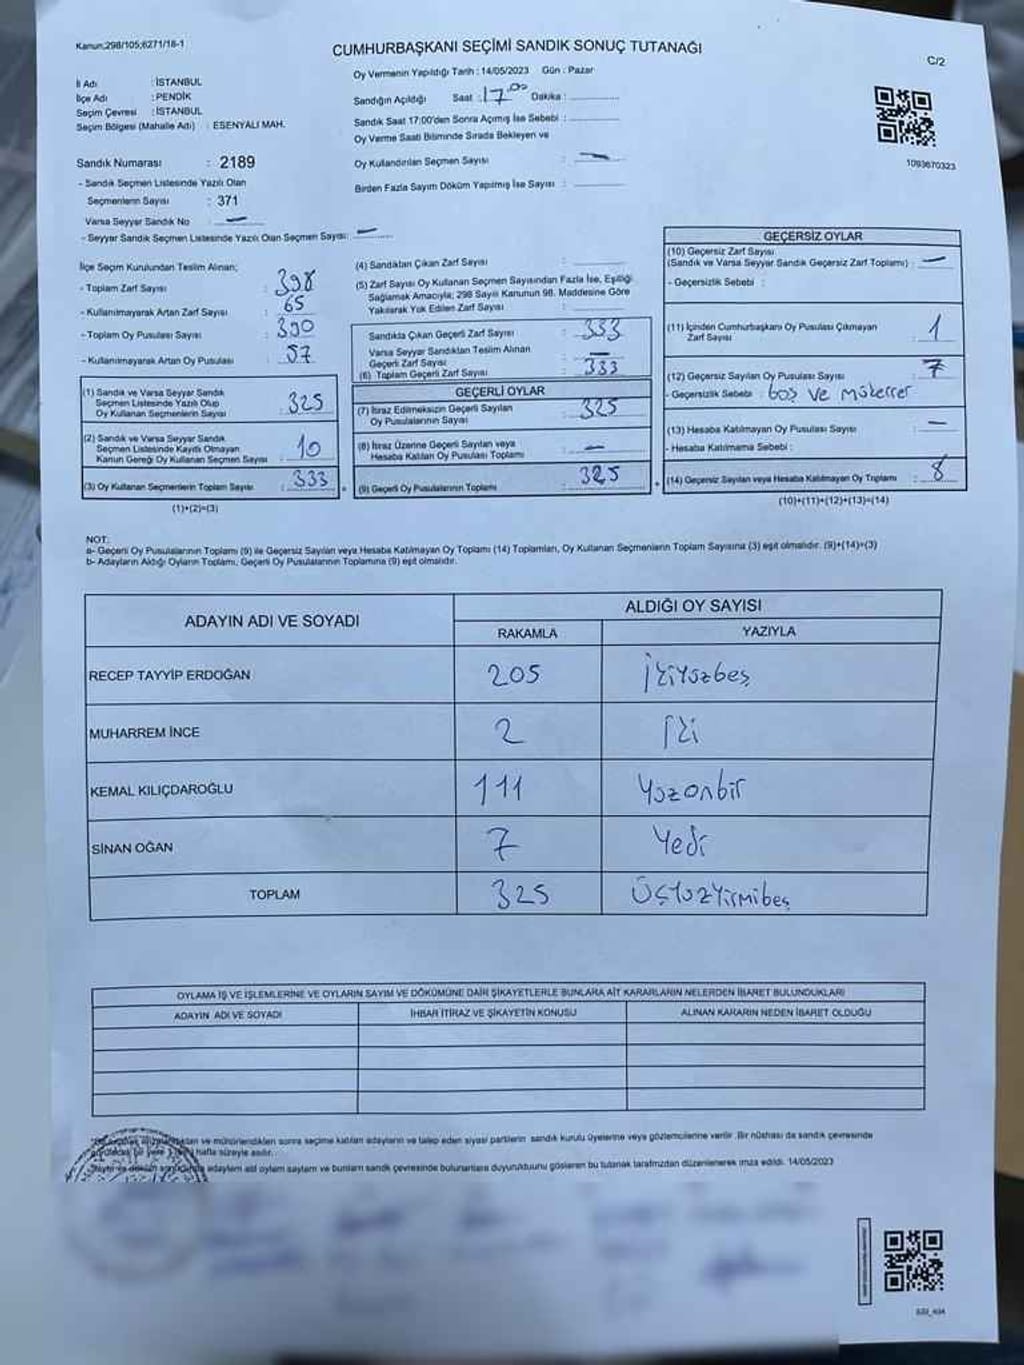 Kanun;298/105;6271/18-1
CUMHURBAŞKANI SEÇİMİ SANDIK SONUÇ TUTANAĞI
C/2
İl Adı : İSTANBUL
İlçe Adı : PENDİK
Seçim Çevresi : İSTANBUL
Seçim Bölgesi (Mahalle Adı) : ESENYALI MAH.
Sandık Numarası : 2189
- Sandık Seçmen Listesinde Yazılı Olan
Seçmenlerin Sayısı : 371
Varsa Seyyar Sandık No : —
- Seyyar Sandık Seçmen Listesinde Yazılı Olan Seçmen Sayısı: —
Oy Vermenin Yapıldığı Tarih : 14/05/2023 Gün : Pazar
Sandığın Açıldığı Saat : 17.00 Dakika :
Sandık Saat 17:00'den Sonra Açımış İse Sebebi :
Oy Verme Saati Bitiminde Sırada Bekleyen ve
Oy Kullandırılan Seçmen Sayısı : —
Birden Fazla Sayım Döküm Yapılmış İse Sayısı :
1093670323
İlçe Seçim Kurulundan Teslim Alınan;
- Toplam Zarf Sayısı : 398
- Kullanılmayarak Artan Zarf Sayısı : 65
- Toplam Oy Pusulası Sayısı : 390
- Kullanılmayarak Artan Oy Pusulası : 57
(1) Sandık ve Varsa Seyyar Sandık
Seçmen Listesinde Yazılı Olup
Oy Kullanan Seçmenlerin Sayısı : 325
(2) Sandık ve Varsa Seyyar Sandık
Seçmen Listesinde Kayıtlı Olmayan
Kanun Gereği Oy Kullanan Seçmen Sayısı : 10
(3) Oy Kullanan Seçmenlerin Toplam Sayısı : 333
(1)+(2)=(3)
(4) Sandıktan Çıkan Zarf Sayısı :
(5) Zarf Sayısı Oy Kullanan Seçmen Sayısından Fazla İse, Eşitliği
Sağlamak Amacıyla; 298 Sayılı Kanunun 98. Maddesine Göre
Yakılarak Yok Edilen Zarf Sayısı :
Sandıkta Çıkan Geçerli Zarf Sayısı : 333
Varsa Seyyar Sandıktan Teslim Alınan
Geçerli Zarf Sayısı : —
(6) Toplam Geçerli Zarf Sayısı : 333
GEÇERLİ OYLAR
(7) İtiraz Edilmeksizin Geçerli Sayılan
Oy Pusulalarının Sayısı : 325
(8) İtiraz Üzerine Geçerli Sayılan veya
Hesaba Katılan Oy Pusulası Toplamı : —
(9) Geçerli Oy Pusulalarının Toplamı : 325
GEÇERSİZ OYLAR
(10) Geçersiz Zarf Sayısı
(Sandık ve Varsa Seyyar Sandık Geçersiz Zarf Toplamı) : —
- Geçersizlik Sebebi :
(11) İçinden Cumhurbaşkanı Oy Pusulası Çıkmayan
Zarf Sayısı : 1
(12) Geçersiz Sayılan Oy Pusulası Sayısı : 7
- Geçersizlik Sebebi : boş ve mükerrer
(13) Hesaba Katılmayan Oy Pusulası Sayısı : —
- Hesaba Katılmama Sebebi :
(14) Geçersiz Sayılan veya Hesaba Katılmayan Oy Toplamı : 8
(10)+(11)+(12)+(13)=(14)
NOT:
a- Geçerli Oy Pusulalarının Toplamı (9) ile Geçersiz Sayılan veya Hesaba Katılmayan Oy Toplamı (14) Toplamları, Oy Kullanan Seçmenlerin Toplam Sayısına (3) eşit olmalıdır. (9)+(14)=(3)
b- Adayların Aldığı Oyların Toplamı, Geçerli Oy Pusulalarının Toplamına (9) eşit olmalıdır.
ADAYIN ADI VE SOYADI
ALDIĞI OY SAYISI
RAKAMLA YAZIYLA
RECEP TAYYİP ERDOĞAN 205 İkiyüzbeş
MUHARREM İNCE 2 İki
KEMAL KILIÇDAROĞLU 111 Yüzonbir
SİNAN OĞAN 7 Yedi
TOPLAM 325 Üçyüzyirmibeş
OYLAMA İŞ VE İŞLEMLERİNE VE OYLARIN SAYIM VE DÖKÜMÜNE DAİR ŞİKAYETLERLE BUNLARA AİT KARARLARIN NELERDEN İBARET BULUNDUKLARI
ADAYIN ADI VE SOYADI İHBAR İTİRAZ VE ŞİKAYETİN KONUSU ALINAN KARARIN NEDEN İBARET OLDUĞU
ve mühürlendikten sonra seçime katılan adayların ve talep eden siyasi partilerin sandık kurulu üyelerine veya gözlemcilerine verilir. Bir nüshası da sandık çevresinde
hafta süreyle asılır.
adayların ad oylam sayılam ve bunların sandık çevresinde bulunanlara duyurulduğunu gösteren bu tutanak tarafımızdan düzenlenerek imza edildi. 14/05/2023